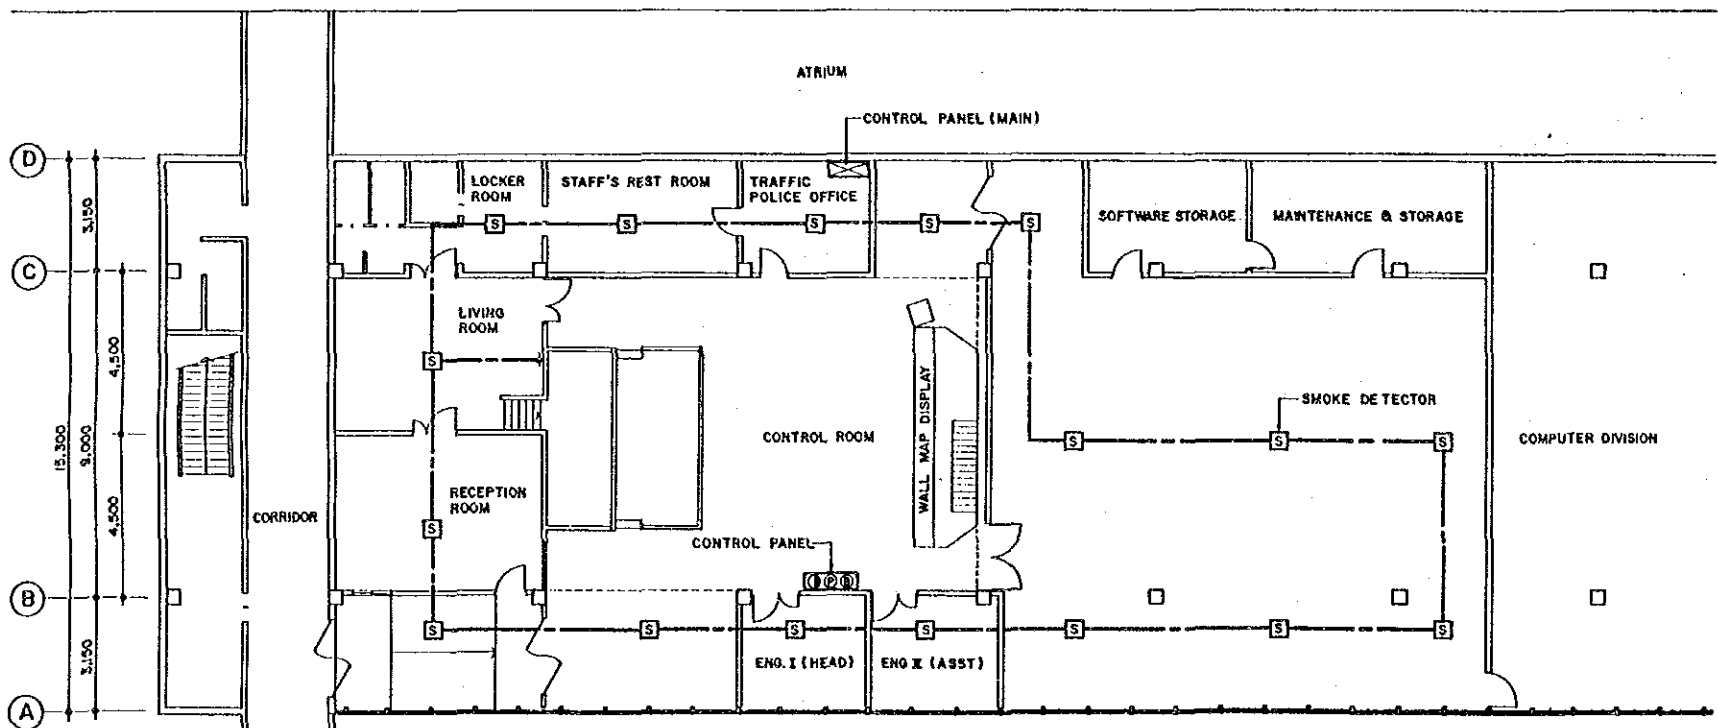 ATRIUM
CONTROL PANEL (MAIN)
D
LOCKER
ROOM
STAFF'S REST ROOM
TRAFFIC
POLICE OFFICE
SOFTWARE STORAGE
MAINTENANCE & STORAGE
S S S S S
3,150
C
LIVING
ROOM
S
4,500
WALL MAP DISPLAY
SMOKE DETECTOR
15,300
9,000
CONTROL ROOM
S S S
COMPUTER DIVISION
RECEPTION
ROOM
CORRIDOR
4,500
S
CONTROL PANEL
P B
B
S S S S S S S
3,150
ENG. I (HEAD)
ENG II (ASST)
A